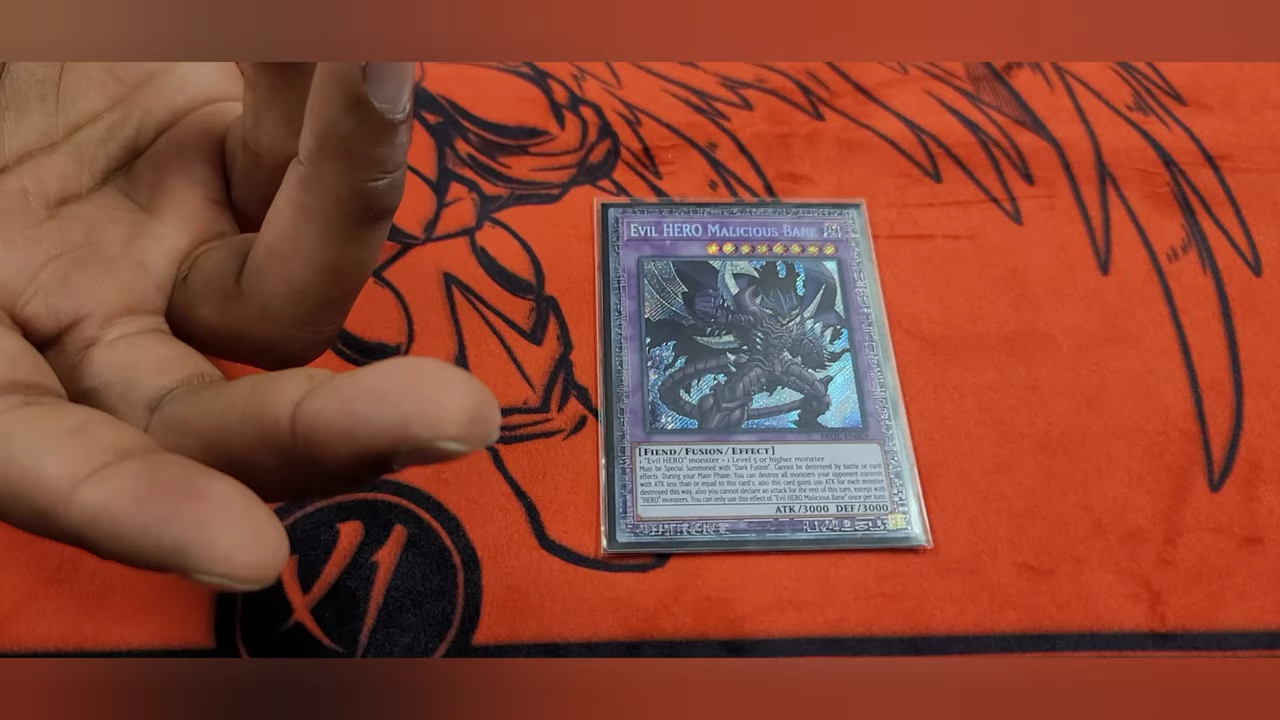 EVIL HERO MALICIOUS BANE
[FIEND/FUSION/EFFECT]
1 "Evil HERO" monster + 1 Level 5 or higher monster
Must be Special Summoned with "Dark Fusion". Cannot be destroyed by battle or card
effects. During your Main Phase: You can destroy all monsters your opponent controls
with ATK less than or equal to this card's, also this card gains 200 ATK for each monster
destroyed this way, also you cannot declare an attack for the rest of this turn, except with
"HERO" monsters. You can only use this effect of "Evil HERO Malicious Bane" once per turn.
ATK/3000 DEF/3000